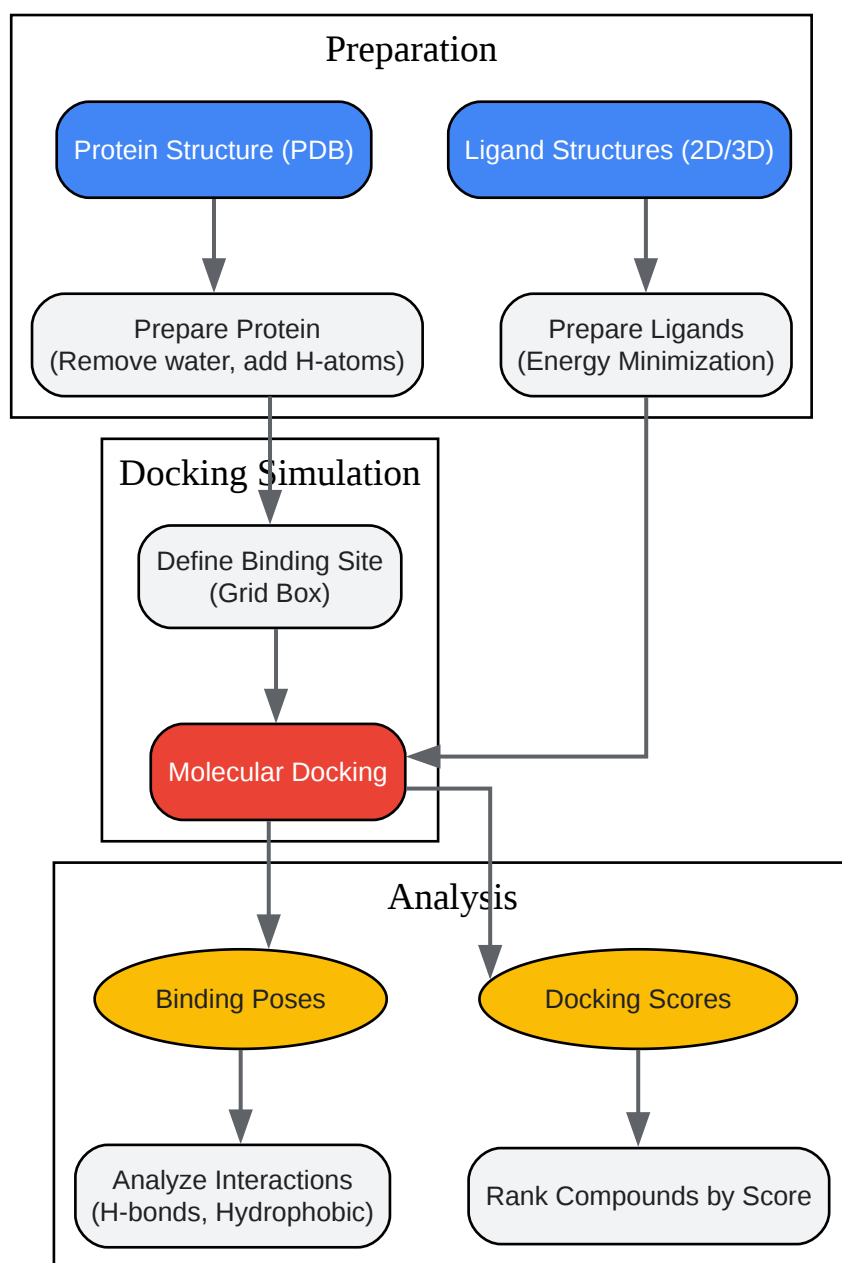 Preparation
Protein Structure (PDB)
Ligand Structures (2D/3D)
Prepare Protein
(Remove water, add H-atoms)
Prepare Ligands
(Energy Minimization)
Docking Simulation
Define Binding Site
(Grid Box)
Molecular Docking
Analysis
Binding Poses
Docking Scores
Analyze Interactions
(H-bonds, Hydrophobic)
Rank Compounds by Score